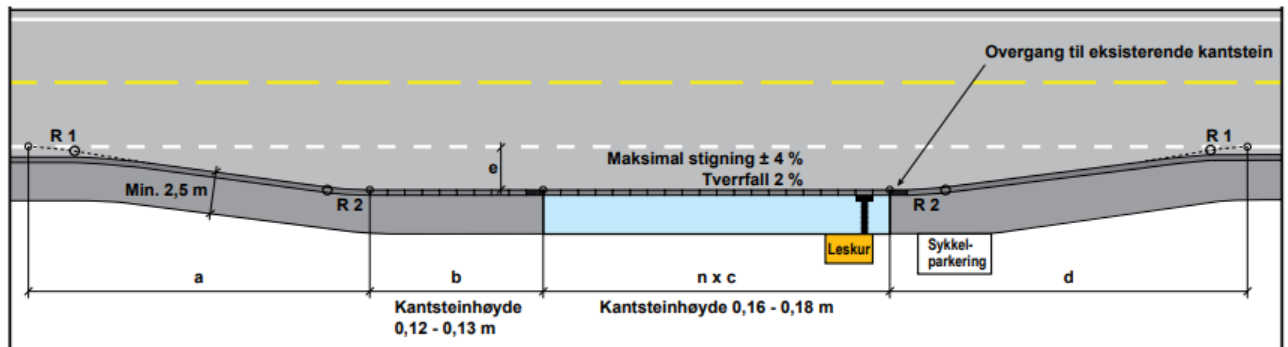 Overgang til eksisterende kantstein
R 1
R 1
e
Maksimal stigning ± 4 %
Tverrfall 2 %
Min. 2,5 m
R 2
R 2
Leskur
Sykkel-
parkering
a
b
n x c
d
Kantsteinhøyde
0,12 - 0,13 m
Kantsteinhøyde 0,16 - 0,18 m